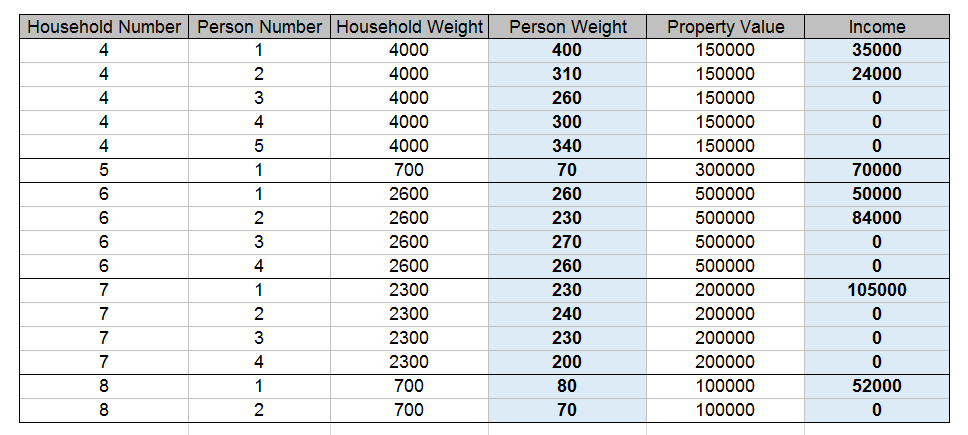 Household Number Person Number Household Weight Person Weight Property Value Income
4 1 4000 400 150000 35000
4 2 4000 310 150000 24000
4 3 4000 260 150000 0
4 4 4000 300 150000 0
4 5 4000 340 150000 0
5 1 700 70 300000 70000
6 1 2600 260 500000 50000
6 2 2600 230 500000 84000
6 3 2600 270 500000 0
6 4 2600 260 500000 0
7 1 2300 230 200000 105000
7 2 2300 240 200000 0
7 3 2300 230 200000 0
7 4 2300 200 200000 0
8 1 700 80 100000 52000
8 2 700 70 100000 0